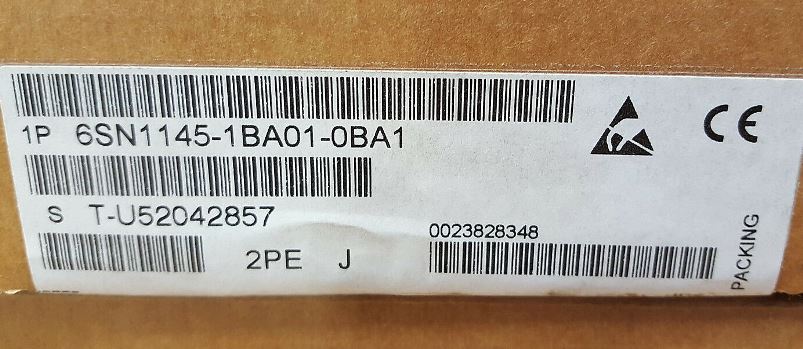 1P 6SN1145-1BA01-0BA1
CE
S T-U52042857
0023828348
2PE J
PACKING